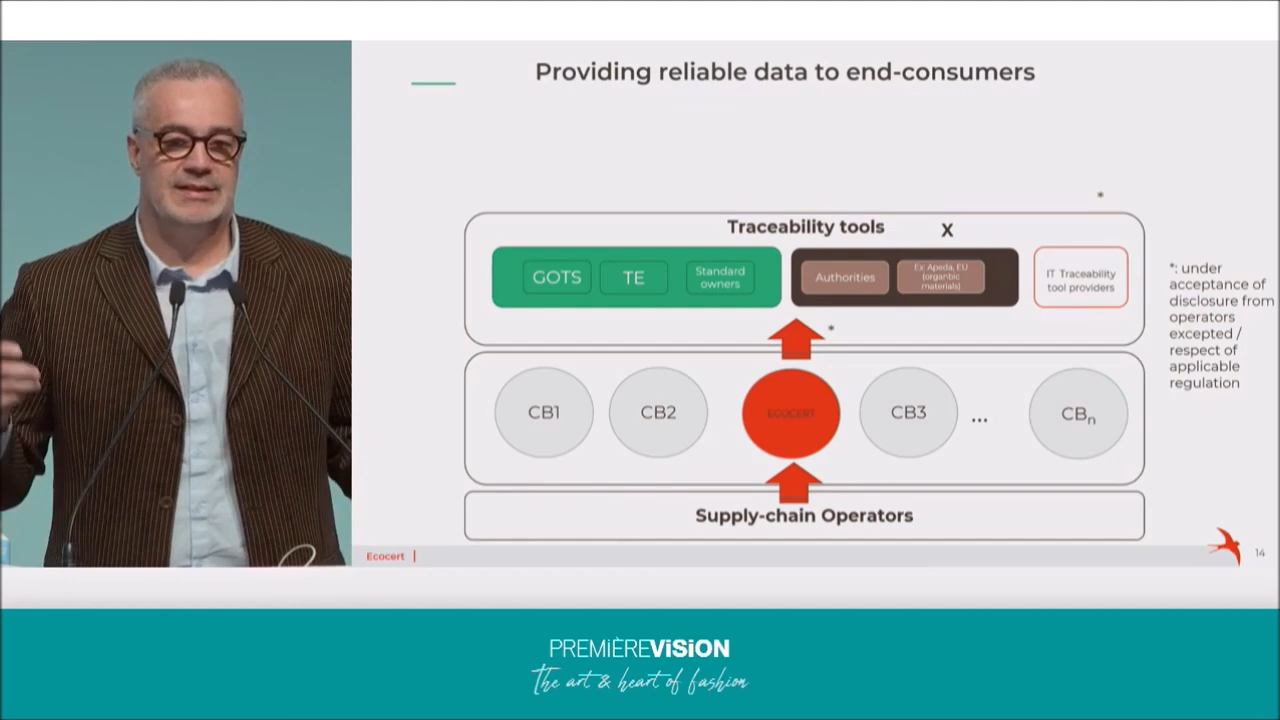 Providing reliable data to end-consumers
*
Traceability tools
X
GOTS
TE
Standard
owners
Authorities
Ex: Apeda, EU
(organbic
materials)
IT Traceability
tool providers
*: under
acceptance of
disclosure from
operators
excepted /
respect of
applicable
regulation
*
CB1
CB2
ECOCERT
CB3
...
CBn
Supply-chain Operators
Ecocert |
14
PREMIÈREViSiON
The art & heart of fashion